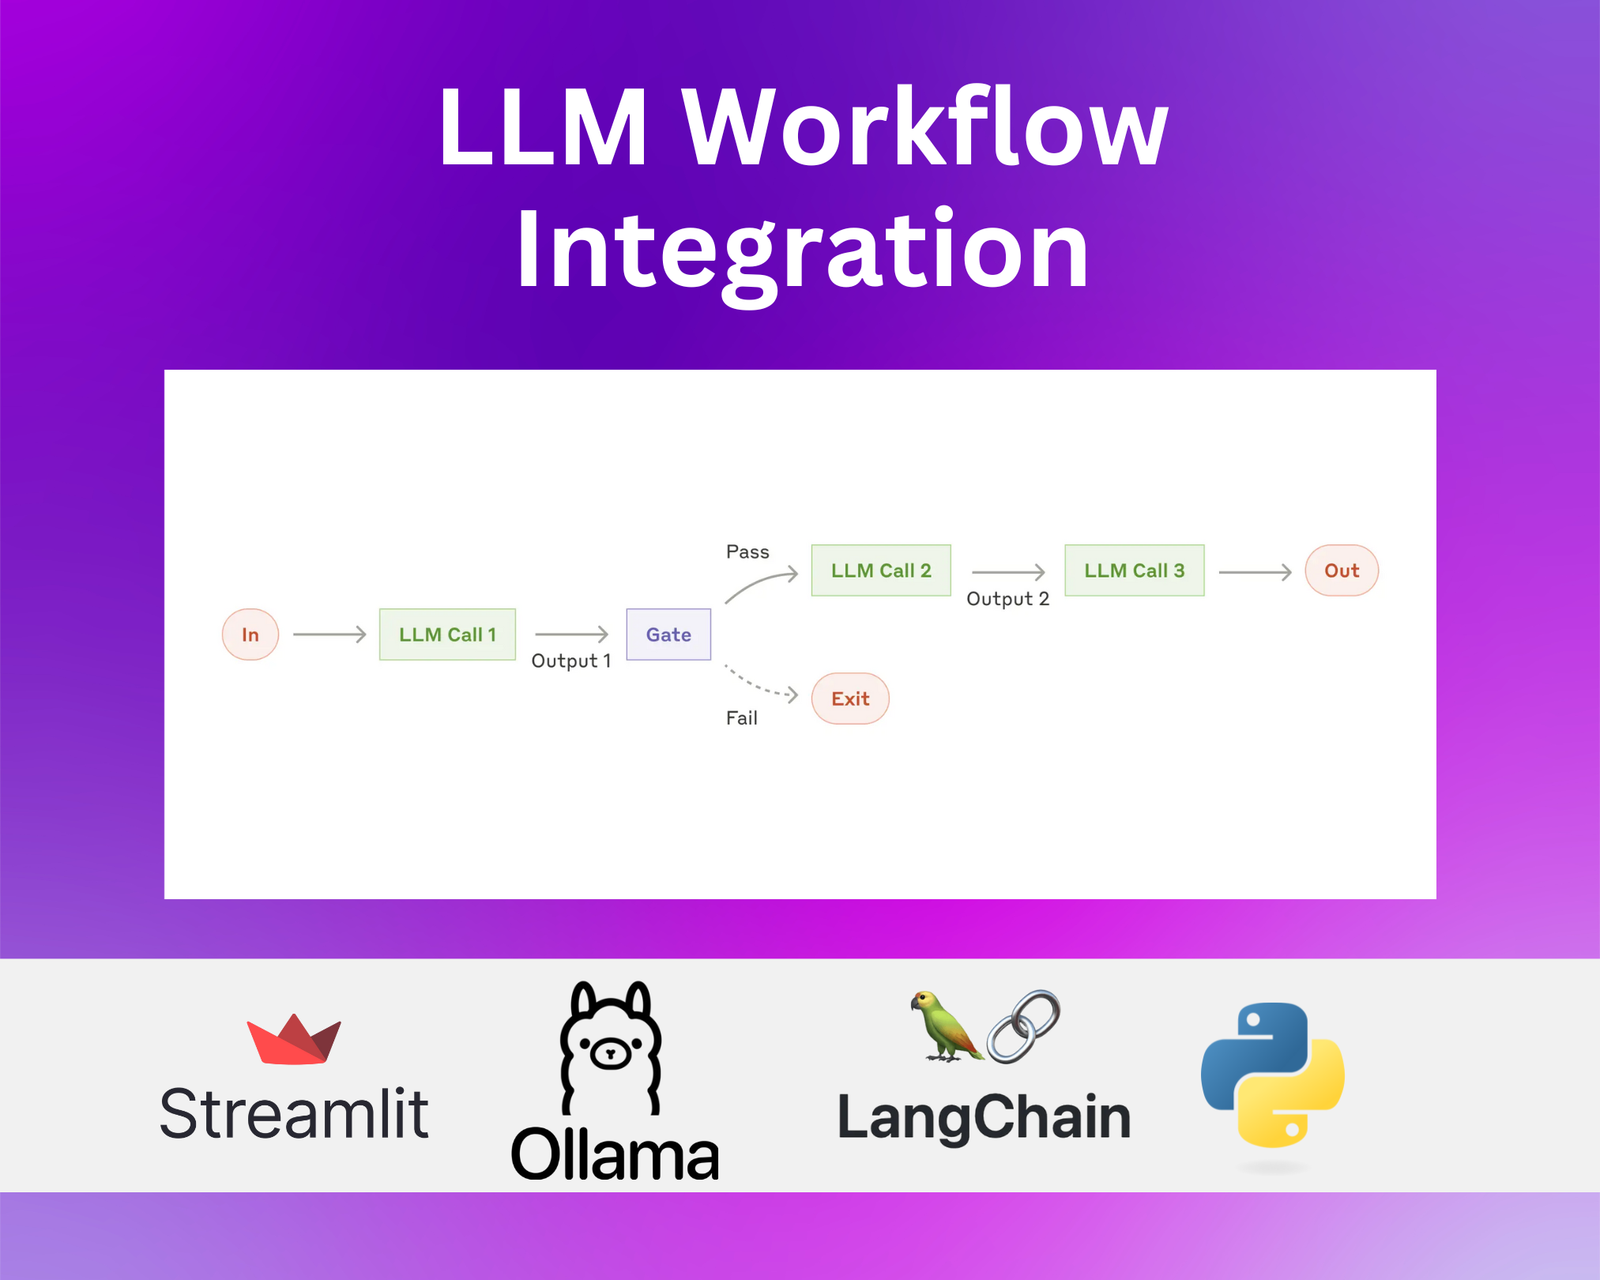 LLM Workflow
Integration
In
LLM Call 1
Output 1
Gate
Pass
Fail
LLM Call 2
Output 2
LLM Call 3
Out
Exit
Streamlit
Ollama
LangChain